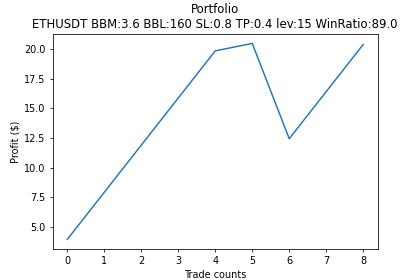 Portfolio
ETHUSDT BBM:3.6 BBL:160 SL:0.8 TP:0.4 lev:15 WinRatio:89.0
20.0
17.5
15.0
12.5
10.0
7.5
5.0
Profit ($)
0 1 2 3 4 5 6 7 8
Trade counts